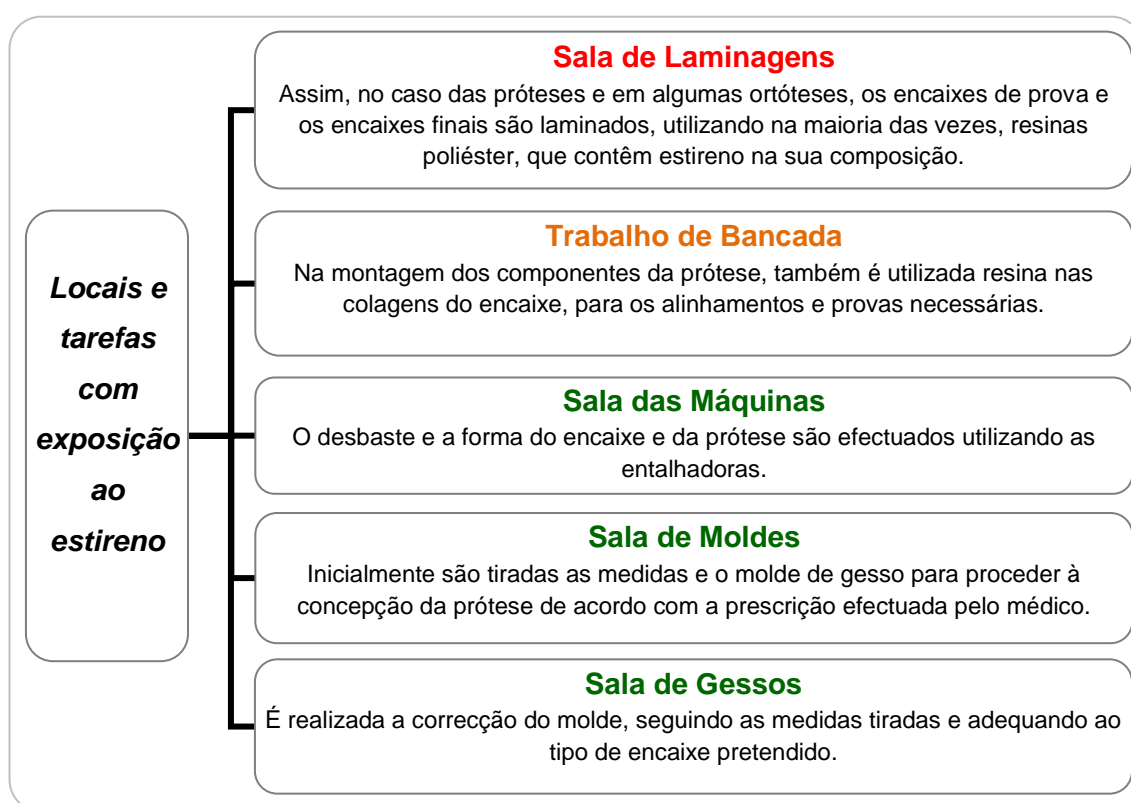 Locais e
tarefas
com
exposição
ao
estireno
Sala de Laminagens
Assim, no caso das próteses e em algumas ortóteses, os encaixes de prova e
os encaixes finais são laminados, utilizando na maioria das vezes, resinas
poliéster, que contêm estireno na sua composição.
Trabalho de Bancada
Na montagem dos componentes da prótese, também é utilizada resina nas
colagens do encaixe, para os alinhamentos e provas necessárias.
Sala das Máquinas
O desbaste e a forma do encaixe e da prótese são efectuados utilizando as
entalhadoras.
Sala de Moldes
Inicialmente são tiradas as medidas e o molde de gesso para proceder à
concepção da prótese de acordo com a prescrição efectuada pelo médico.
Sala de Gessos
É realizada a correcção do molde, seguindo as medidas tiradas e adequando ao
tipo de encaixe pretendido.